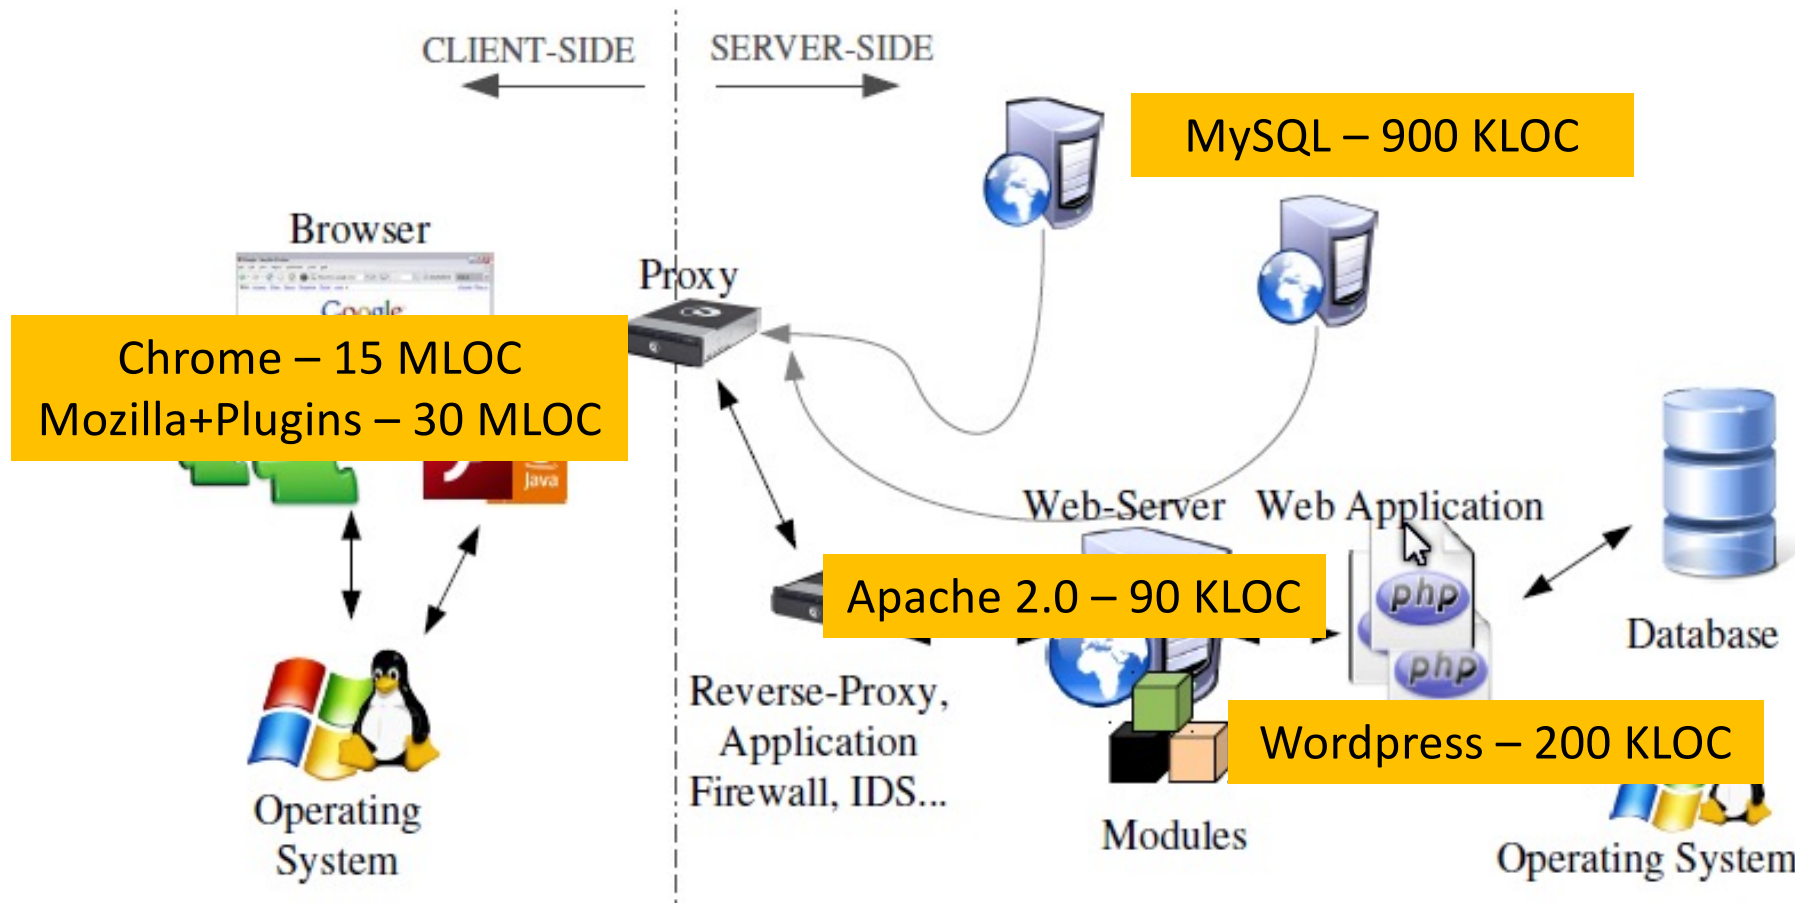 CLIENT-SIDE
SERVER-SIDE
MySQL – 900 KLOC
Browser
Google
Proxy
Chrome – 15 MLOC
Mozilla+Plugins – 30 MLOC
Java
Web-Server
Web Application
php
Apache 2.0 – 90 KLOC
Database
php
Reverse-Proxy,
Application
Firewall, IDS...
Wordpress – 200 KLOC
Operating
System
Modules
Operating System